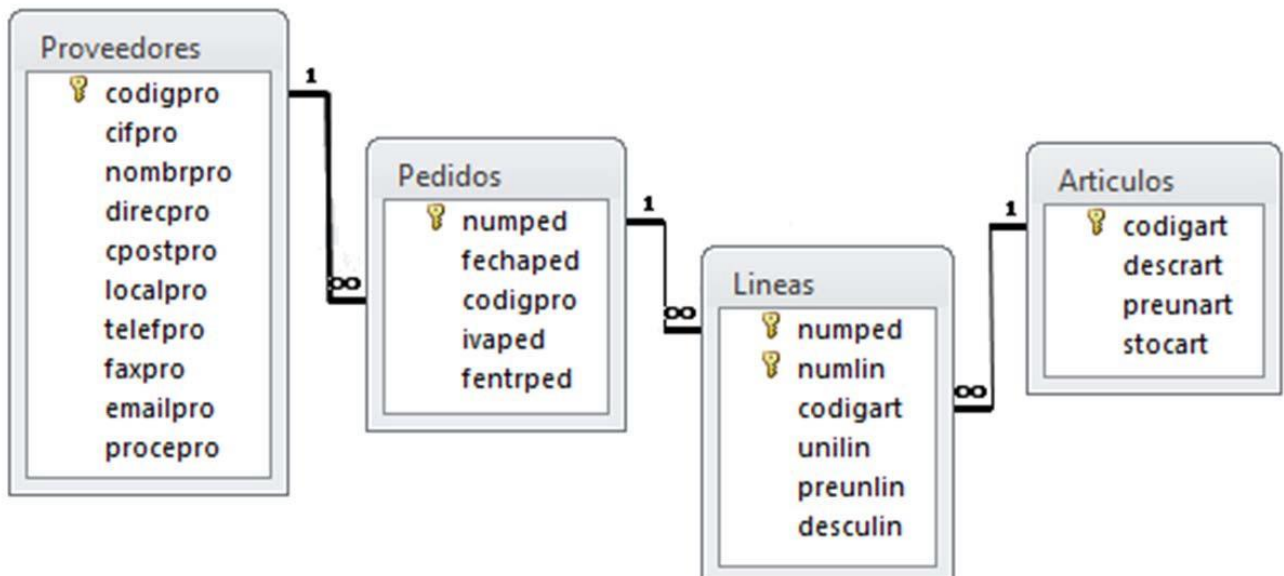 Proveedores
codigpro
cifpro
nombrpro
direcpro
cpostpro
localpro
telefpro
faxpro
emailpro
procepro
1
∞
Pedidos
numped
fechaped
codigpro
ivaped
fentrped
1
∞
Lineas
numped
numlin
codigart
unilin
preunlin
desculin
1
∞
Articulos
codigart
descrart
preunart
stocart